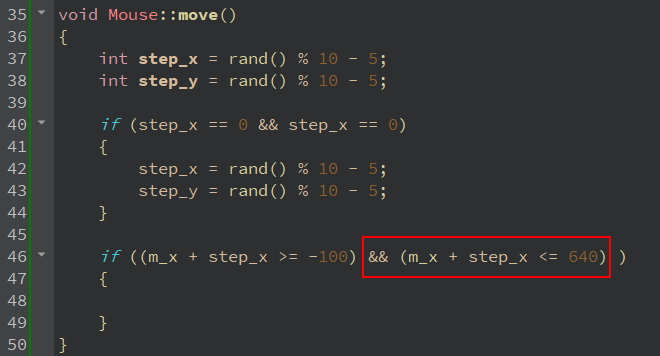 35 void Mouse::move()
36 {
37     int step_x = rand() % 10 - 5;
38     int step_y = rand() % 10 - 5;
39
40     if (step_x == 0 && step_x == 0)
41     {
42         step_x = rand() % 10 - 5;
43         step_y = rand() % 10 - 5;
44     }
45
46     if ((m_x + step_x >= -100) && (m_x + step_x <= 640) )
47     {
48
49     }
50 }